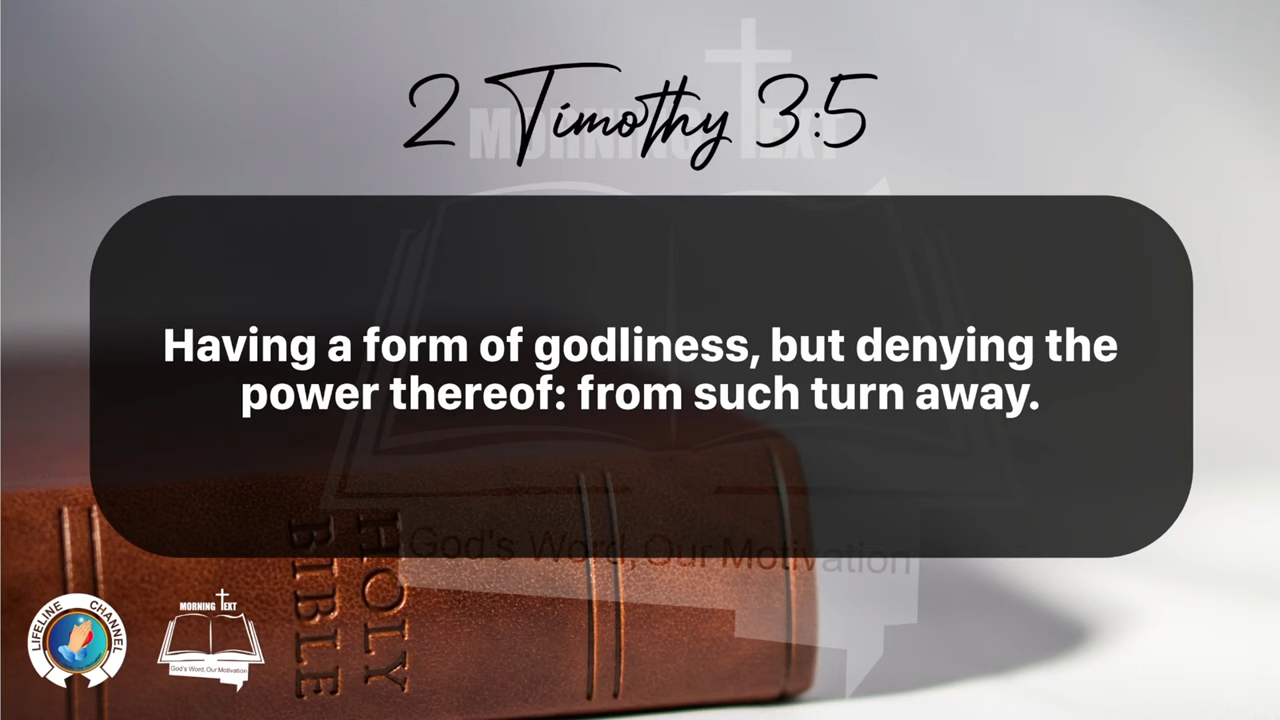 2 Timothy 3:5
MORNING TEXT
Having a form of godliness, but denying the
power thereof: from such turn away.
God's Word, Our Motivation
HOLY
BIBLE
LIFELINE CHANNEL
MORNING TEXT
God's Word, Our Motivation